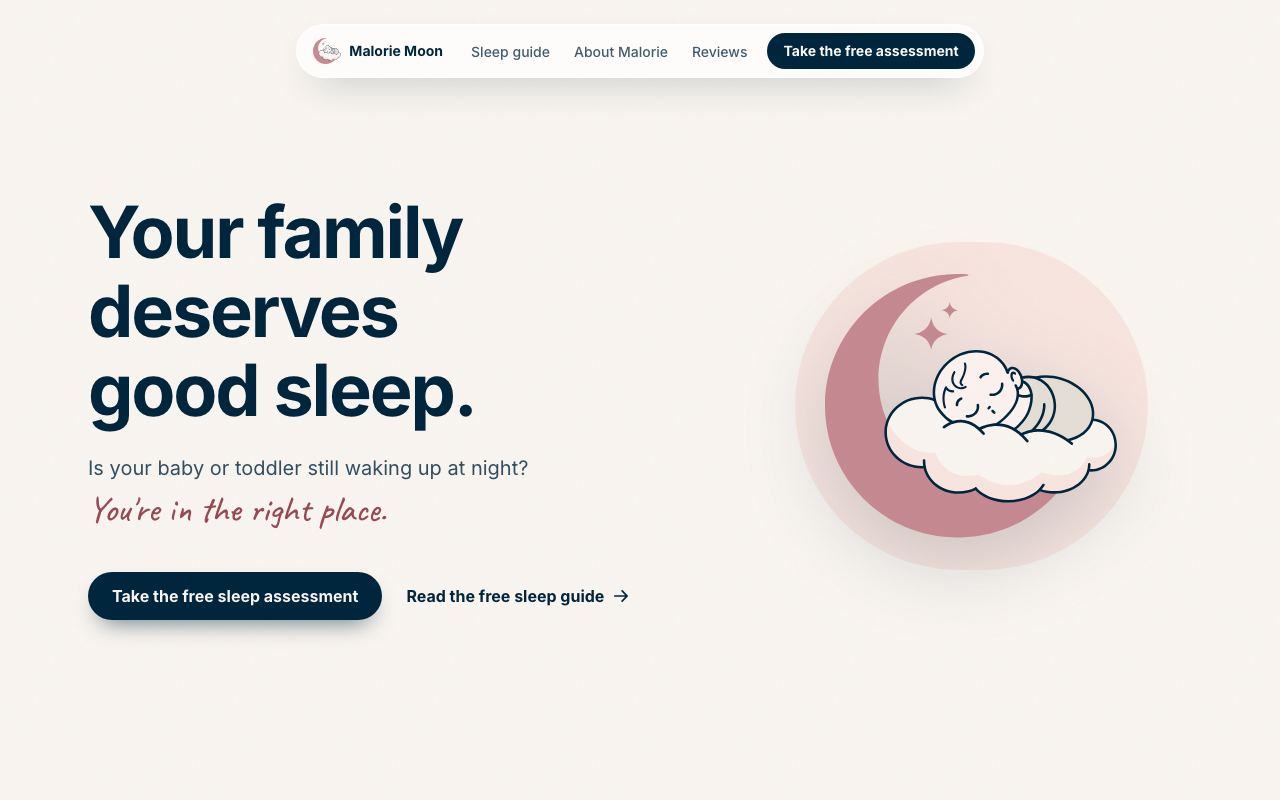 Malorie Moon
Sleep guide
About Malorie
Reviews
Take the free assessment
Your family
deserves
good sleep.
Is your baby or toddler still waking up at night?
You're in the right place.
Take the free sleep assessment
Read the free sleep guide →